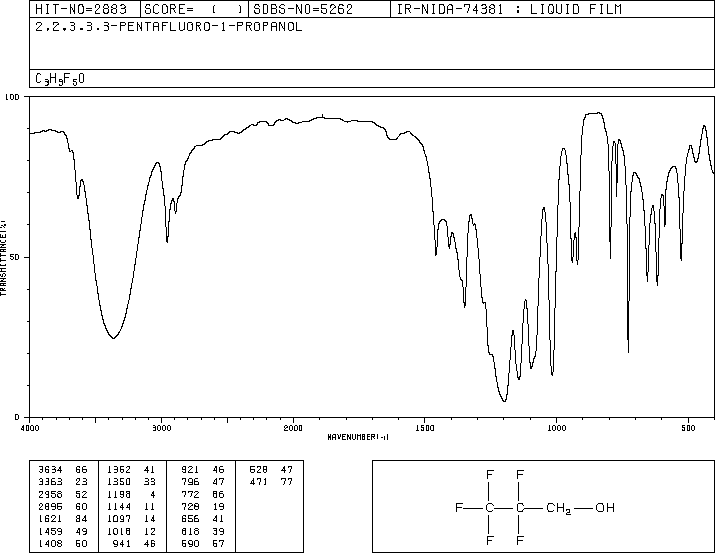 HIT-NO=2883 SCORE= ( ) SDBS-NO=5262 IR-NIDA-74381 : LIQUID FILM
2,2,3,3,3-PENTAFLUORO-1-PROPANOL
C₃H₃F₅O
100
50
0
TRANSMITTANCE(%)
4000 3000 2000 1500 1000 500
WAVENUMBER(-1)
3634 66 1362 41 921 46 528 47
3363 23 1350 33 796 47 471 77
2958 52 1198 4 772 66
2895 60 1144 11 728 19
1621 84 1097 14 656 41
1459 49 1018 12 618 39
1408 50 941 46 590 57
F F
F—C—C—CH₂—OH
F F